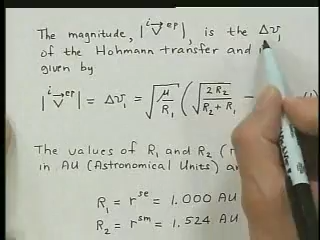 The magnitude, |ⁱV⃗ᵉᵖ|, is the Δv₁
of the Hohmann transfer and
given by
|ⁱV⃗ᵉᵖ| = Δv₁ = √(μ/R₁) (√(2R₂/(R₂+R₁)) -
The values of R₁ and R₂ (
in AU (Astronomical Units)
R₁ = rˢᵉ = 1.000 AU
R₂ = rˢᵐ = 1.524 AU